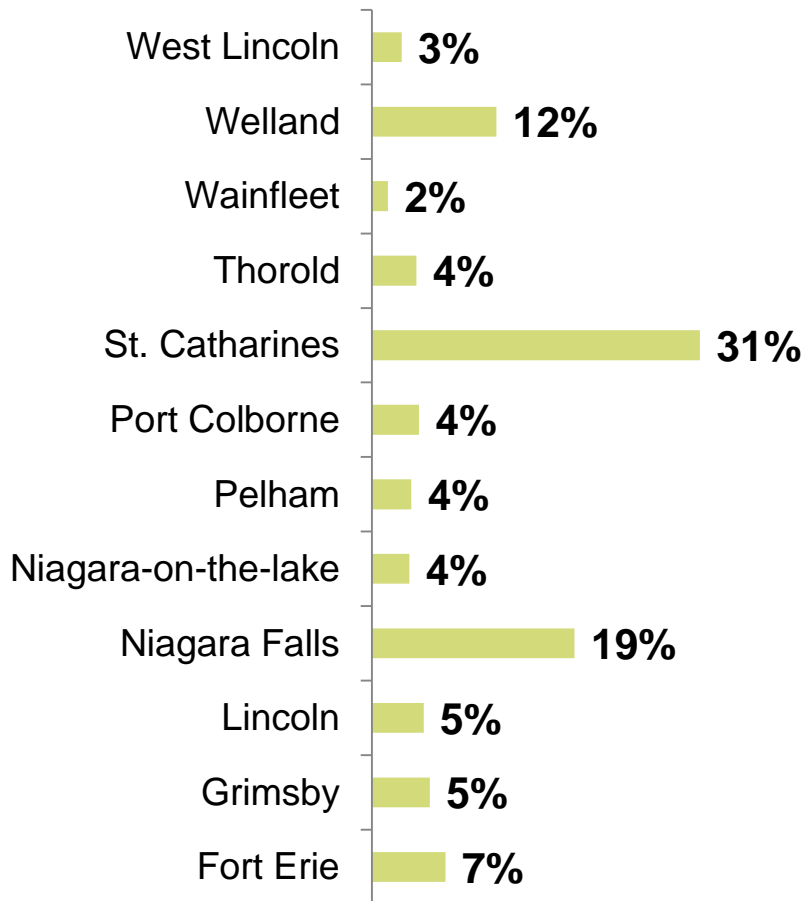 West Lincoln 3%
Welland 12%
Wainfleet 2%
Thorold 4%
St. Catharines 31%
Port Colborne 4%
Pelham 4%
Niagara-on-the-lake 4%
Niagara Falls 19%
Lincoln 5%
Grimsby 5%
Fort Erie 7%